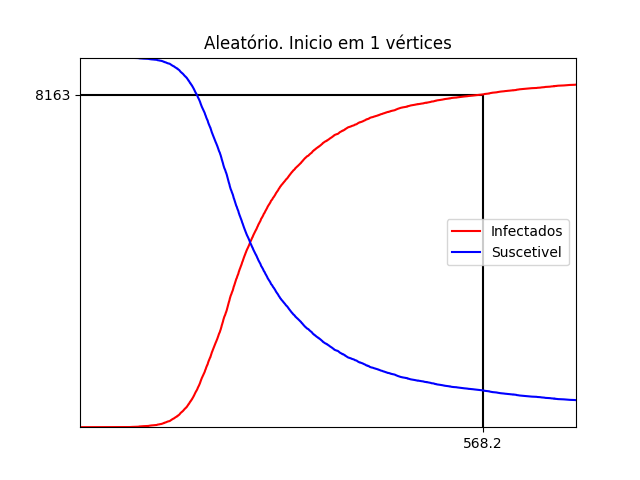 Aleatório. Inicio em 1 vértices
8163
Infectados
Suscetivel
568.2